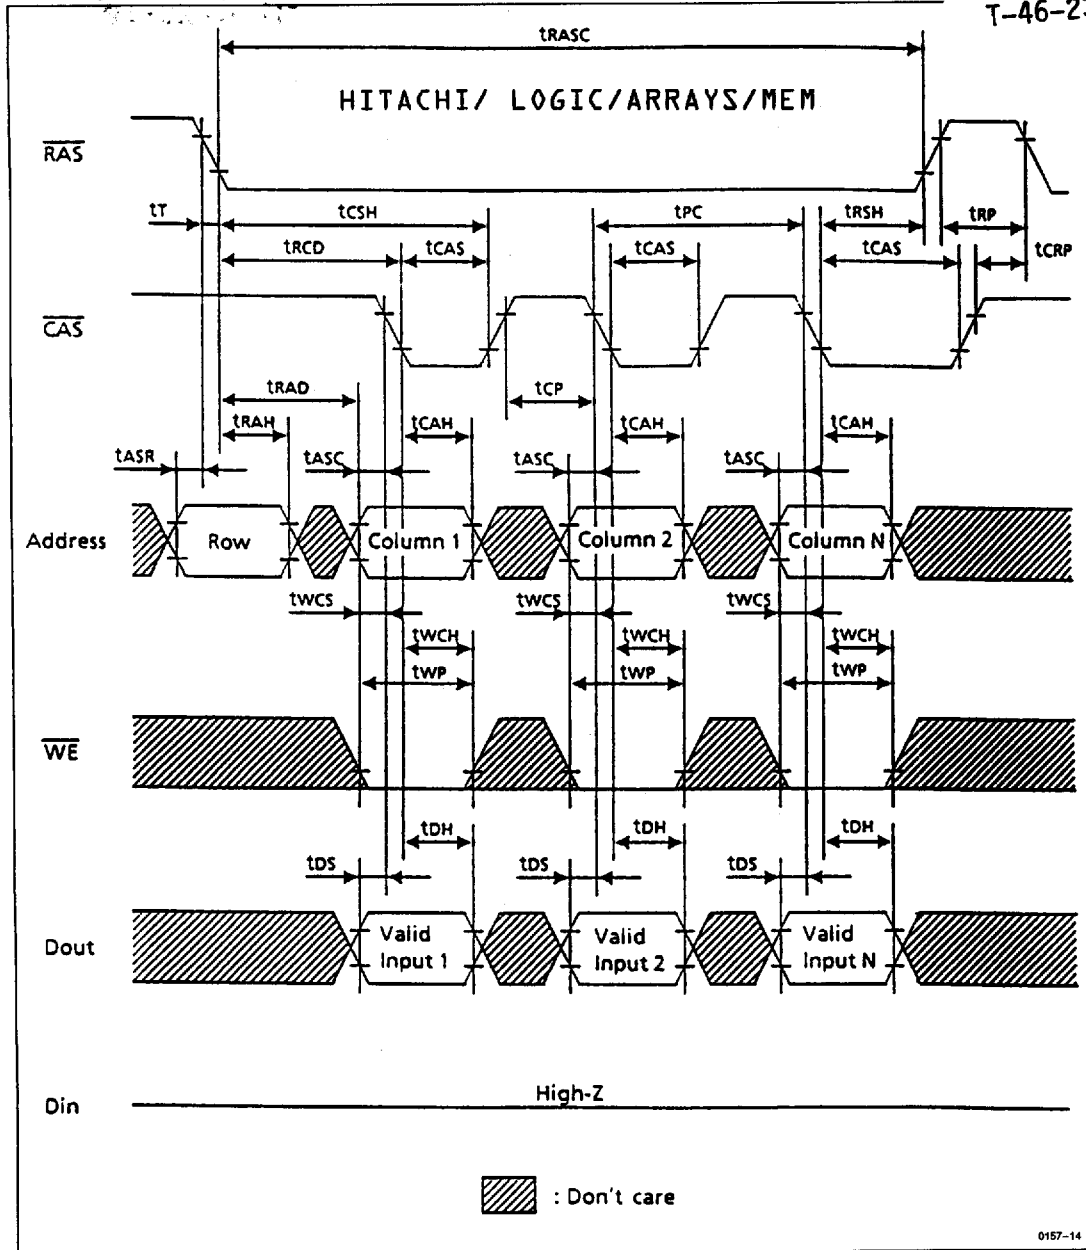 T-46-23
tRASC
HITACHI/ LOGIC/ARRAYS/MEM
RAS
tT
tCSH
tPC
tRSH
tRP
tRCD
tCAS
tCAS
tCAS
tCRP
CAS
tRAD
tCP
tRAH
tCAH
tCAH
tCAH
tASR
tASC
tASC
tASC
Address
Row
Column 1
Column 2
Column N
tWCS
tWCS
tWCS
tWCH
tWCH
tWCH
tWP
tWP
tWP
WE
tDH
tDH
tDH
tDS
tDS
tDS
Dout
Valid Input 1
Valid Input 2
Valid Input N
Din
High-Z
: Don't care
0157-14